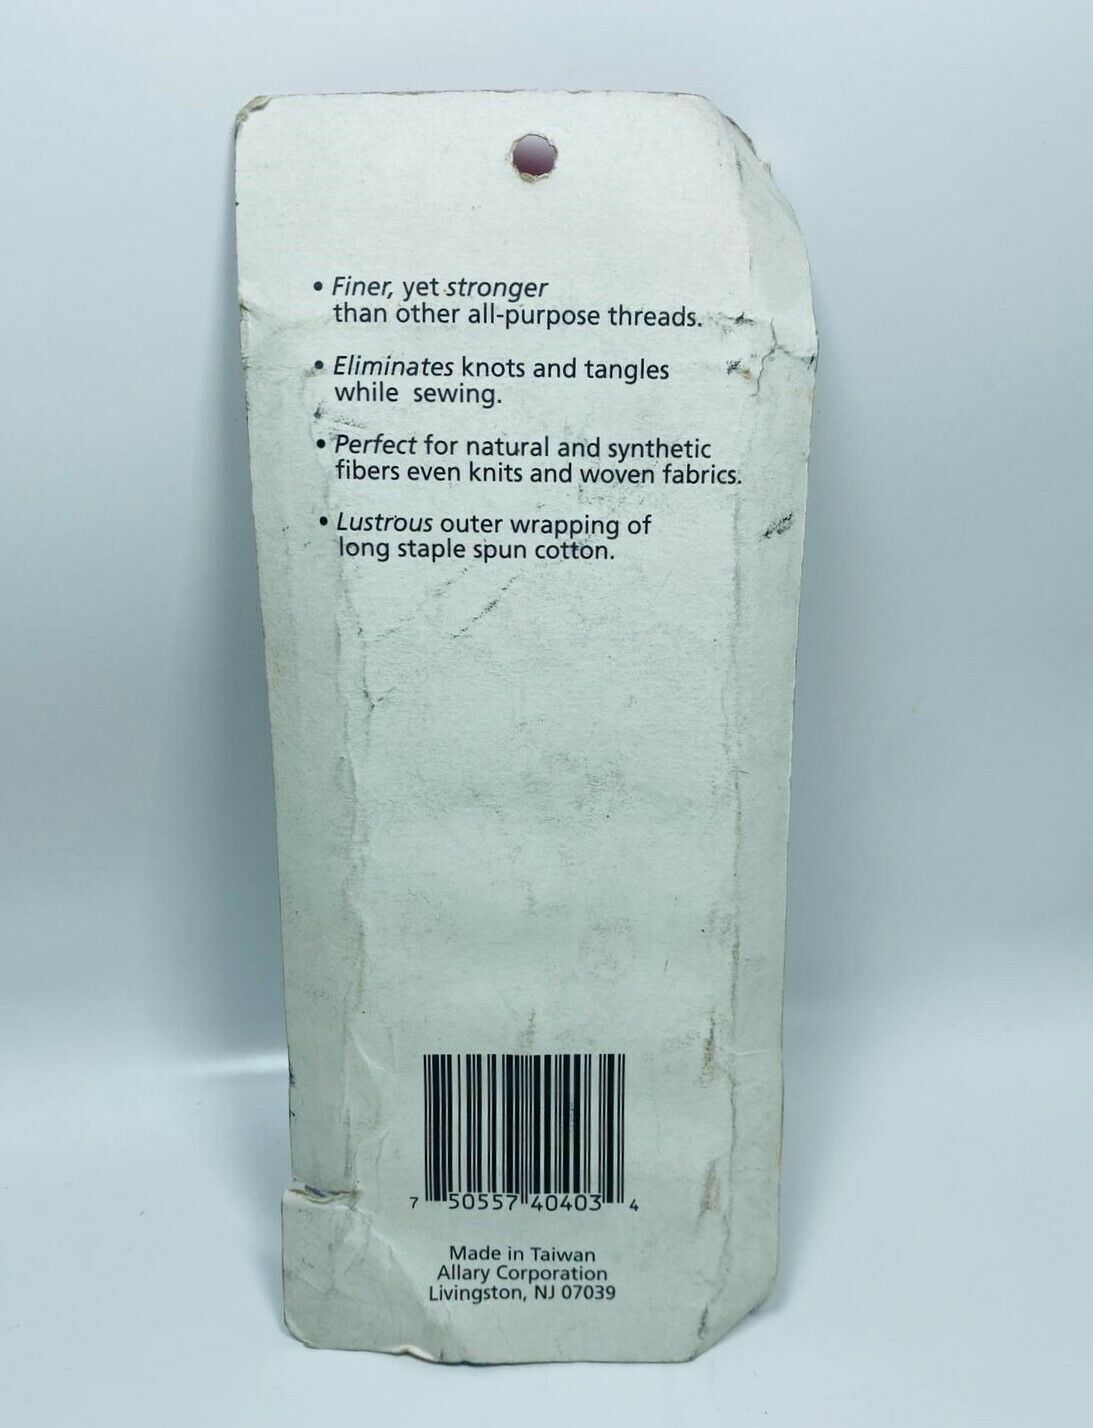 • Finer, yet stronger
than other all-purpose threads.
• Eliminates knots and tangles
while sewing.
• Perfect for natural and synthetic
fibers even knits and woven fabrics.
• Lustrous outer wrapping of
long staple spun cotton.
7 50557 40403 4
Made in Taiwan
Allary Corporation
Livingston, NJ 07039